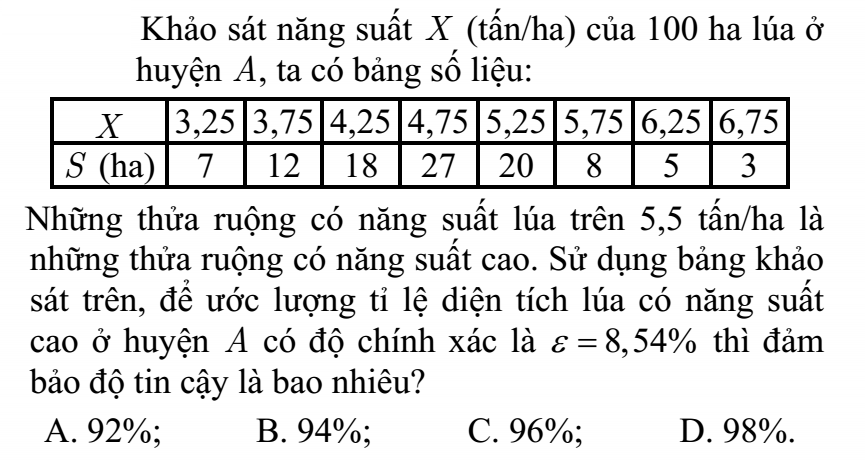 Khảo sát năng suất X (tấn/ha) của 100 ha lúa ở
huyện A, ta có bảng số liệu:
X 3,25 3,75 4,25 4,75 5,25 5,75 6,25 6,75
S (ha) 7 12 18 27 20 8 5 3
Những thửa ruộng có năng suất lúa trên 5,5 tấn/ha là
những thửa ruộng có năng suất cao. Sử dụng bảng khảo
sát trên, để ước lượng tỉ lệ diện tích lúa có năng suất
cao ở huyện A có độ chính xác là ε = 8,54% thì đảm
bảo độ tin cậy là bao nhiêu?
A. 92%; B. 94%; C. 96%; D. 98%.